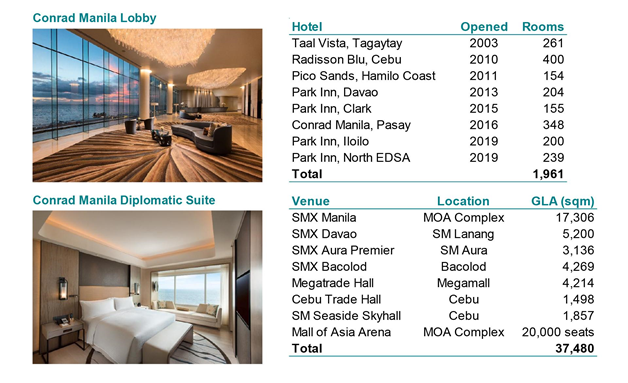 Conrad Manila Lobby
Hotel Opened Rooms
Taal Vista, Tagaytay 2003 261
Radisson Blu, Cebu 2010 400
Pico Sands, Hamilo Coast 2011 154
Park Inn, Davao 2013 204
Park Inn, Clark 2015 155
Conrad Manila, Pasay 2016 348
Park Inn, Iloilo 2019 200
Park Inn, North EDSA 2019 239
Total 1,961
Conrad Manila Diplomatic Suite
Venue Location GLA (sqm)
SMX Manila MOA Complex 17,306
SMX Davao SM Lanang 5,200
SMX Aura Premier SM Aura 3,136
SMX Bacolod Bacolod 4,269
Megatrade Hall Megamall 4,214
Cebu Trade Hall Cebu 1,498
SM Seaside Skyhall Cebu 1,857
Mall of Asia Arena MOA Complex 20,000 seats
Total 37,480